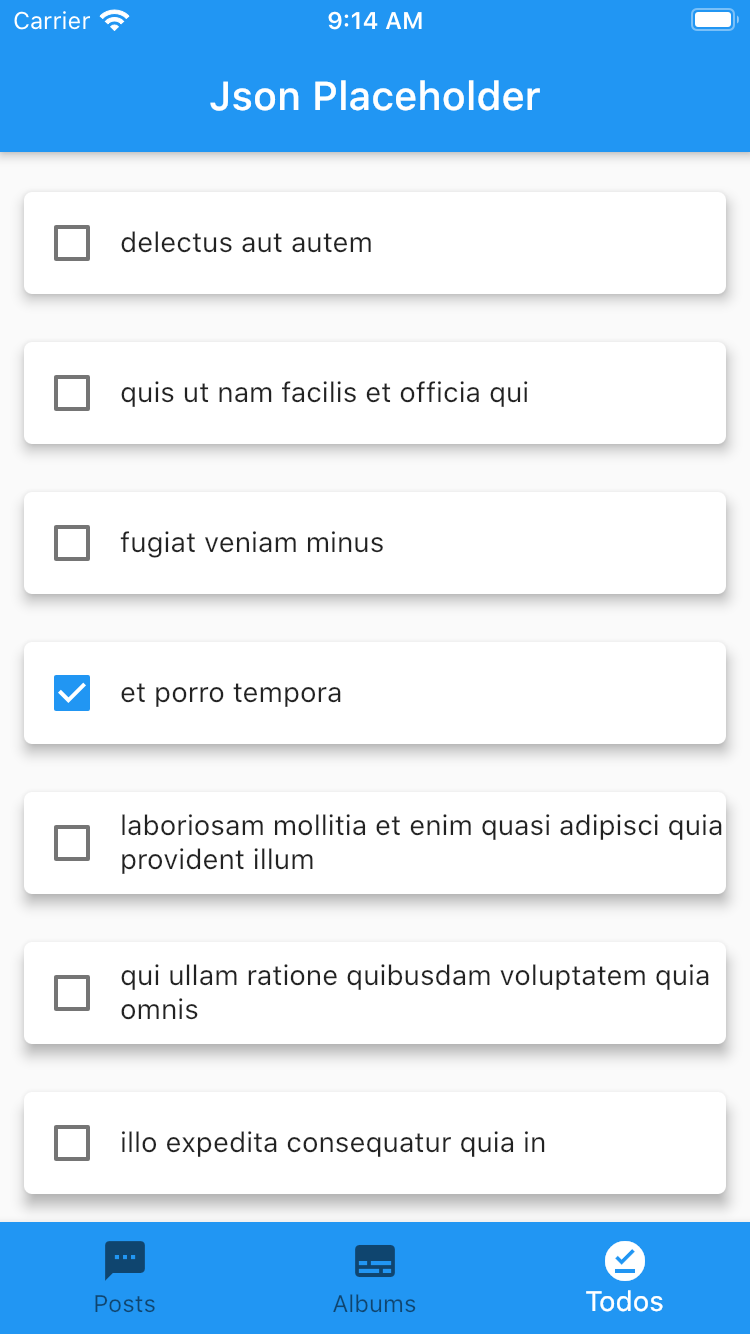 Carrier 9:14 AM
Json Placeholder
delectus aut autem
quis ut nam facilis et officia qui
fugiat veniam minus
et porro tempora
laboriosam mollitia et enim quasi adipisci quia
provident illum
qui ullam ratione quibusdam voluptatem quia
omnis
illo expedita consequatur quia in
Posts Albums Todos